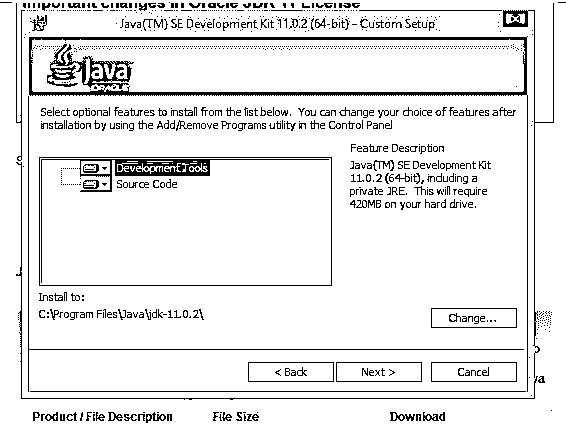 Important changes in Oracle JDK 11 License
Java(TM) SE Development Kit 11.0.2 (64-bit) - Custom Setup
Java
ORACLE
Select optional features to install from the list below. You can change your choice of features after
installation by using the Add/Remove Programs utility in the Control Panel
Feature Description
Development Tools
Source Code
Java(TM) SE Development Kit
11.0.2 (64-bit), including a
private JRE. This will require
420MB on your hard drive.
Install to:
C:\Program Files\Java\jdk-11.0.2\
Change...
< Back
Next >
Cancel
Product / File Description
File Size
Download